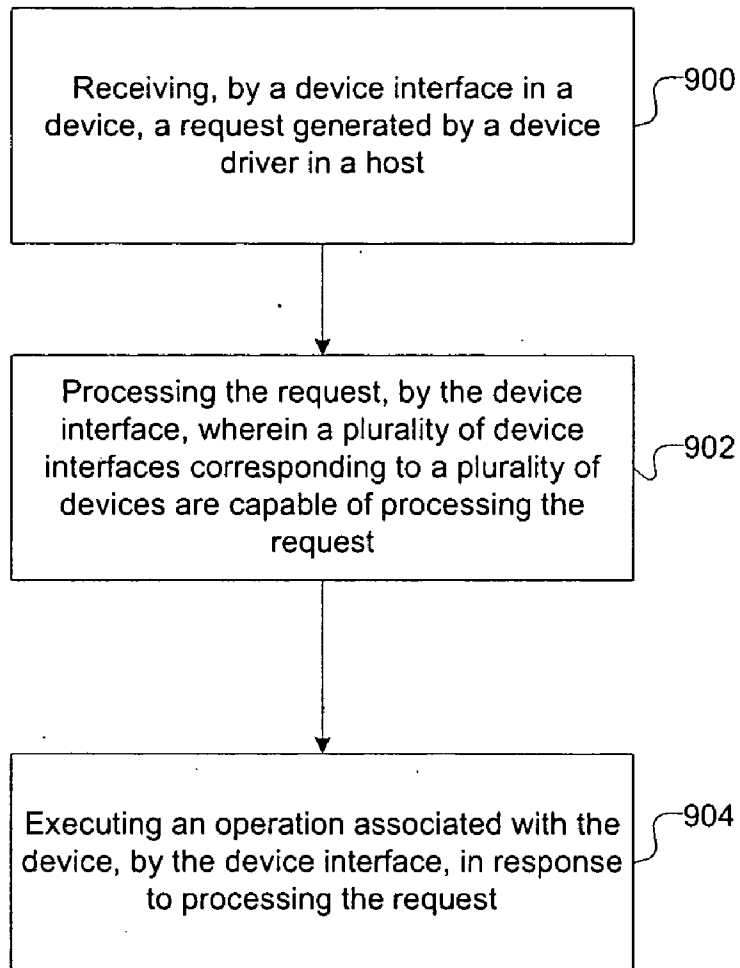 Receiving, by a device interface in a
device, a request generated by a device
driver in a host
900
Processing the request, by the device
interface, wherein a plurality of device
interfaces corresponding to a plurality of
devices are capable of processing the
request
902
Executing an operation associated with the
device, by the device interface, in response
to processing the request
904